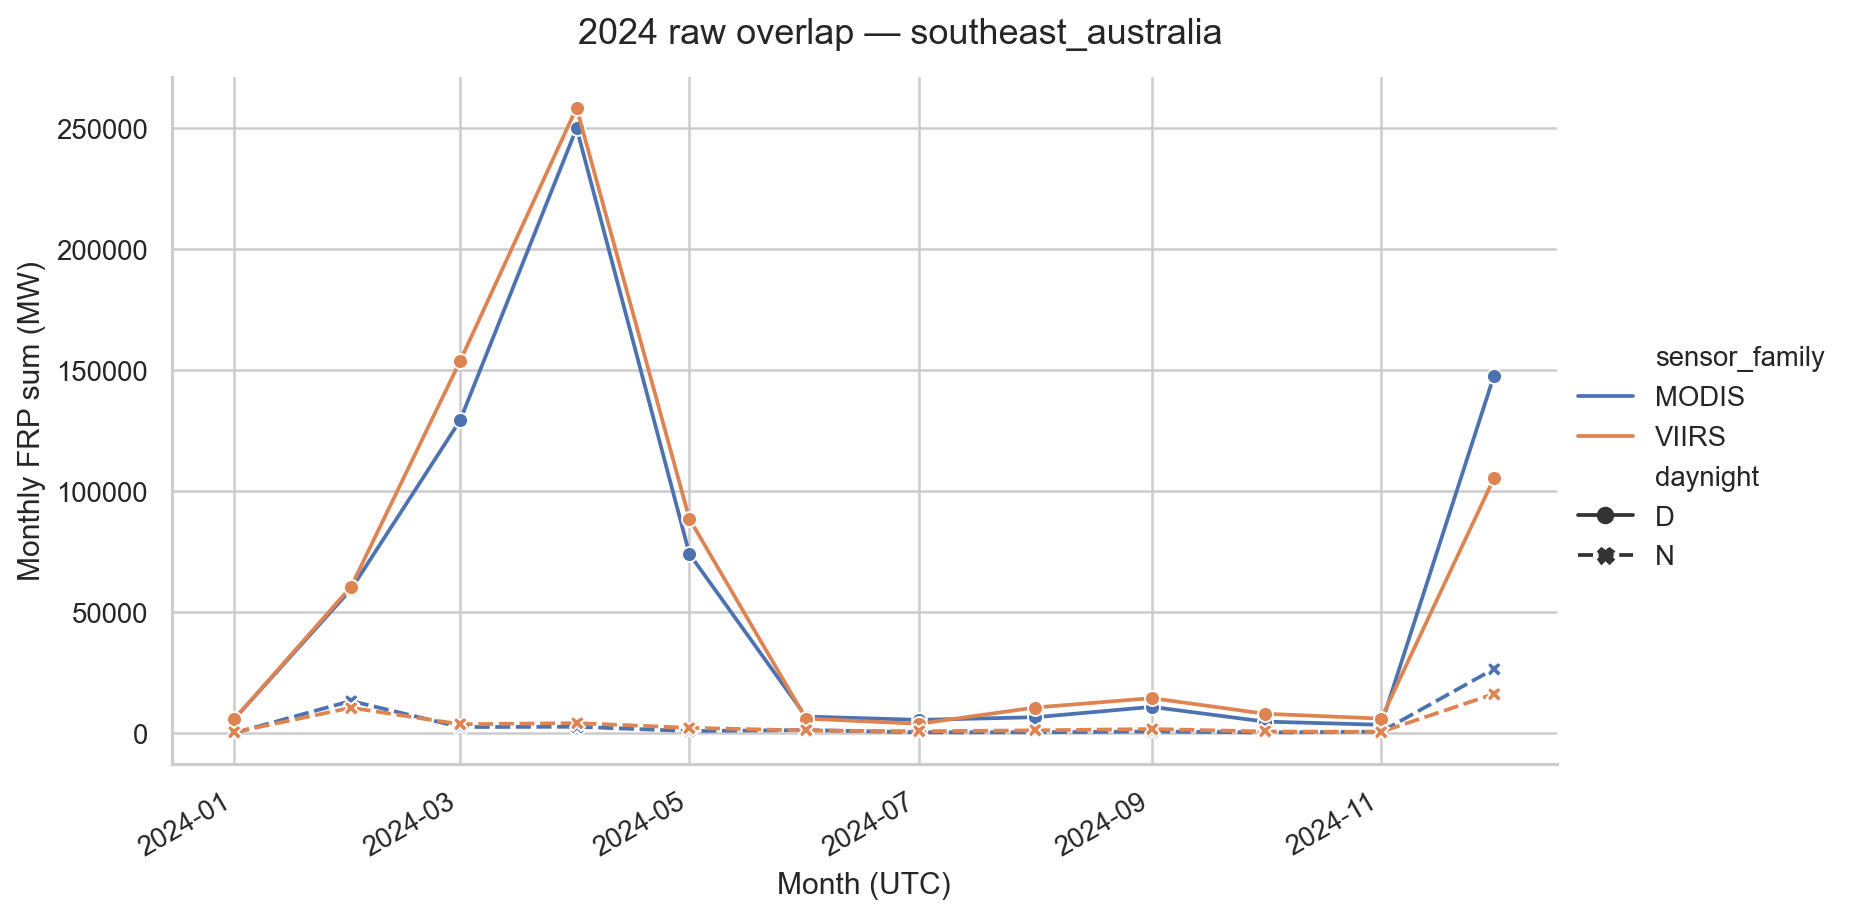 2024 raw overlap — southeast_australia
Monthly FRP sum (MW)
250000
200000
150000
100000
50000
0
2024-01
2024-03
2024-05
2024-07
2024-09
2024-11
Month (UTC)
sensor_family
MODIS
VIIRS
daynight
D
N